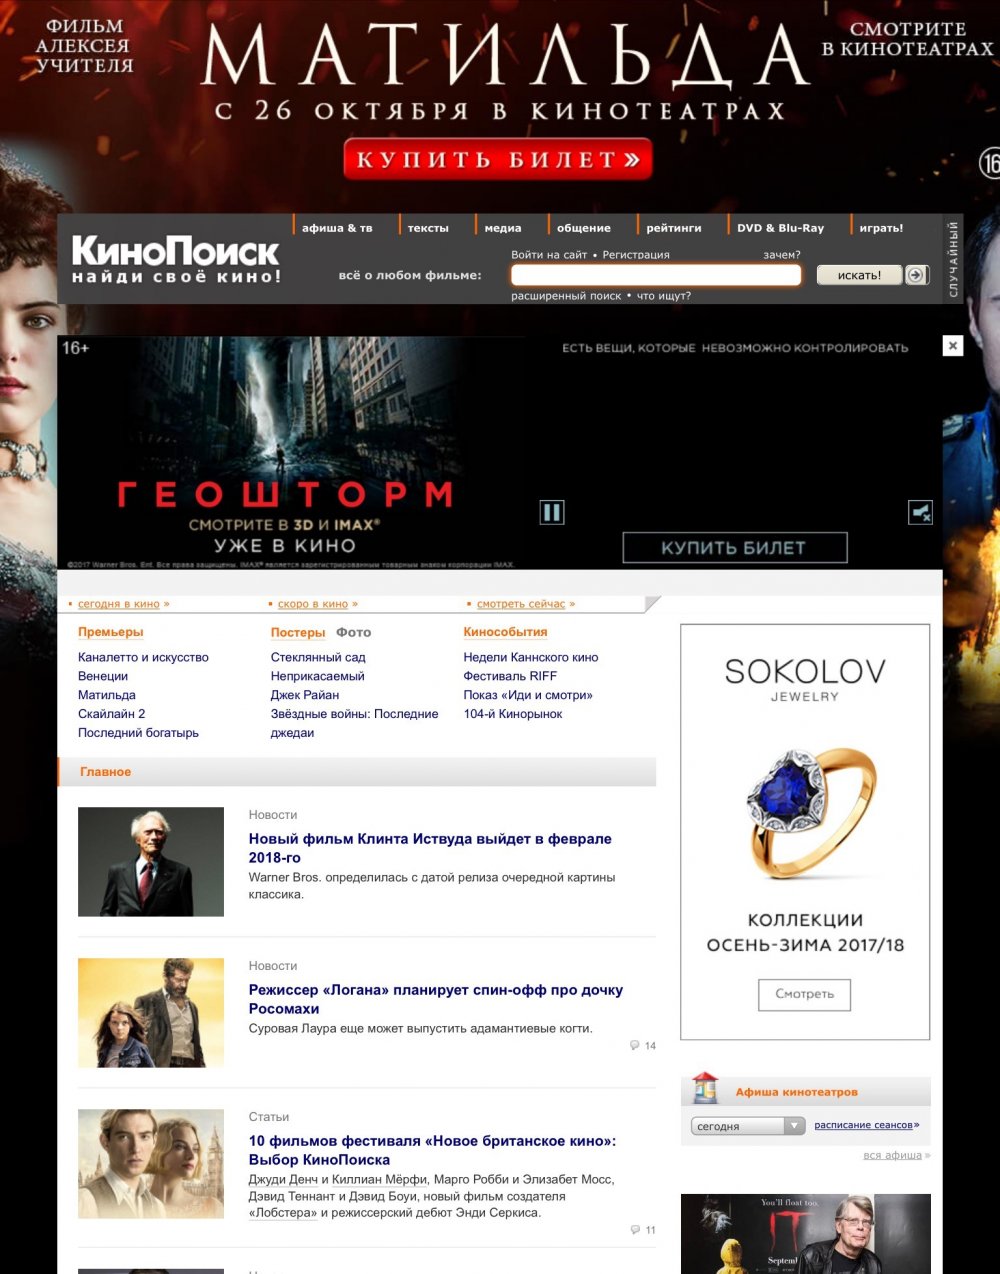 ФИЛЬМ
АЛЕКСЕЯ
УЧИТЕЛЯ
МАТИЛЬДА
СМОТРИТЕ
В КИНОТЕАТРАХ
С 26 ОКТЯБРЯ В КИНОТЕАТРАХ
КУПИТЬ БИЛЕТ»
16
афиша & тв
тексты
медиа
общение
рейтинги
DVD & Blu-Ray
играть!
СЛУЧАЙНЫЙ
КиноПоиск
найди своё кино!
всё о любом фильме:
Войти на сайт • Регистрация
зачем?
искать!
расширенный поиск • что ищут?
16+
ЕСТЬ ВЕЩИ, КОТОРЫЕ НЕВОЗМОЖНО КОНТРОЛИРОВАТЬ
ГЕОШТОРМ
СМОТРИТЕ В 3D И IMAX®
УЖЕ В КИНО
КУПИТЬ БИЛЕТ
©2017 Warner Bros. Ent. Все права защищены. IMAX® является зарегистрированным товарным знаком корпорации IMAX.
сегодня в кино »
скоро в кино »
смотреть сейчас »
Премьеры
Каналетто и искусство
Венеции
Матильда
Скайлайн 2
Последний богатырь
Постеры Фото
Стеклянный сад
Неприкасаемый
Джек Райан
Звёздные войны: Последние
джедаи
Кинособытия
Недели Каннского кино
Фестиваль RIFF
Показ «Иди и смотри»
104-й Кинорынок
Главное
Новости
Новый фильм Клинта Иствуда выйдет в феврале
2018-го
Warner Bros. определилась с датой релиза очередной картины
классика.
Новости
Режиссер «Логана» планирует спин-офф про дочку
Росомахи
Суровая Лаура еще может выпустить адамантиевые когти.
14
Статьи
10 фильмов фестиваля «Новое британское кино»:
Выбор КиноПоиска
Джуди Денч и Киллиан Мёрфи, Марго Робби и Элизабет Мосс,
Дэвид Теннант и Дэвид Боуи, новый фильм создателя
«Лобстера» и режиссерский дебют Энди Серкиса.
11
SOKOLOV
JEWELRY
КОЛЛЕКЦИИ
ОСЕНЬ-ЗИМА 2017/18
Смотреть
Афиша кинотеатров
сегодня
расписание сеансов»
вся афиша »
You'll float too.
IT